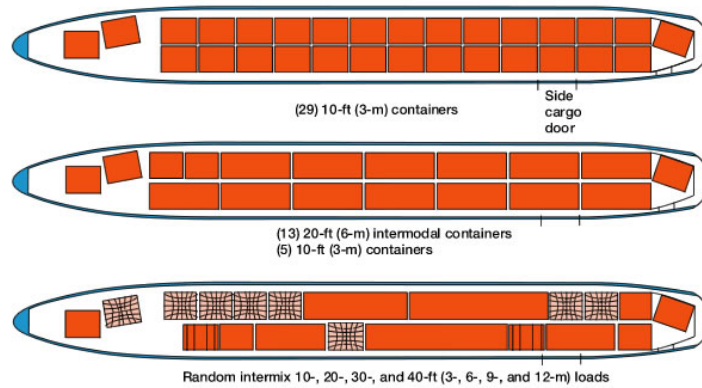 (29) 10-ft (3-m) containers
Side
cargo
door
(13) 20-ft (6-m) intermodal containers
(5) 10-ft (3-m) containers
Random intermix 10-, 20-, 30-, and 40-ft (3-, 6-, 9-, and 12-m) loads